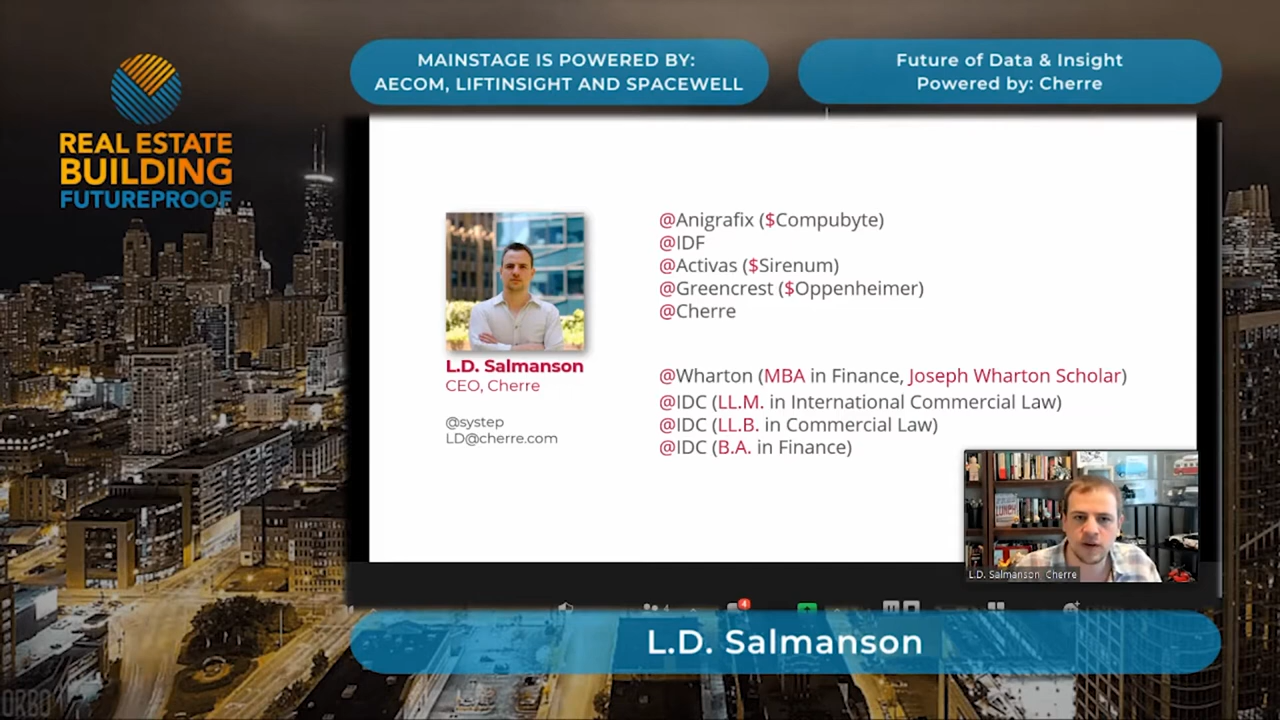 MAINSTAGE IS POWERED BY:
AECOM, LIFTINSIGHT AND SPACEWELL
Future of Data & Insight
Powered by: Cherre
REAL ESTATE
BUILDING
FUTUREPROOF
@Anigrafix ($Compubyte)
@IDF
@Activas ($Sirenum)
@Greencrest ($Oppenheimer)
@Cherre
L.D. Salmanson
CEO, Cherre
@systep
LD@cherre.com
@Wharton (MBA in Finance, Joseph Wharton Scholar)
@IDC (LL.M. in International Commercial Law)
@IDC (LL.B. in Commercial Law)
@IDC (B.A. in Finance)
L.D. Salmanson_Cherre
4
4
L.D. Salmanson
ORBO